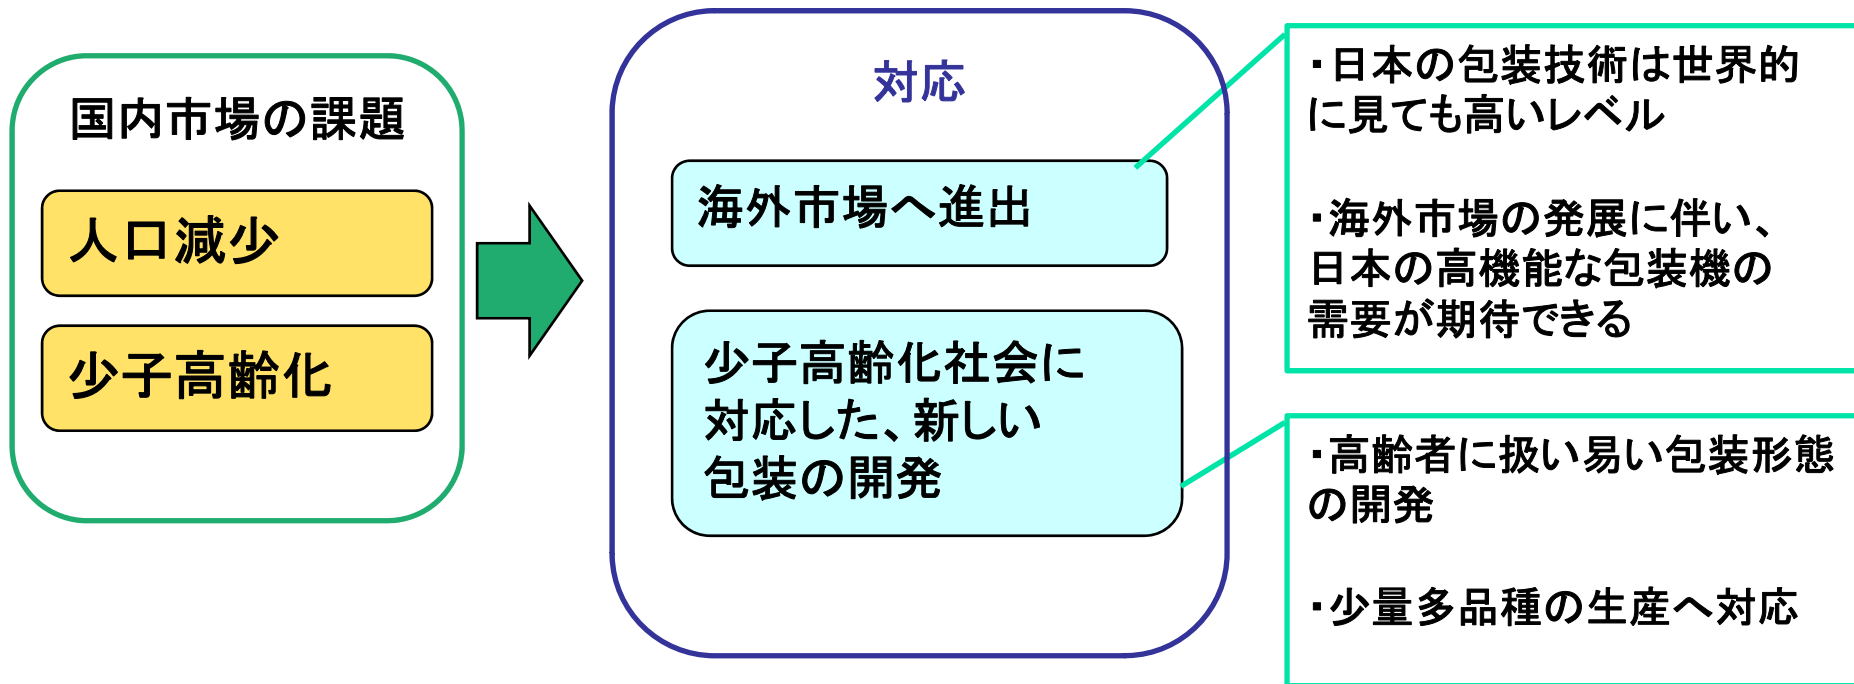 国内市場の課題
人口減少
少子高齢化
対応
海外市場へ進出
少子高齢化社会に
対応した、新しい
包装の開発
・日本の包装技術は世界的
に見ても高いレベル
・海外市場の発展に伴い、
日本の高機能な包装機の
需要が期待できる
・高齢者に扱い易い包装形態
の開発
・少量多品種の生産へ対応